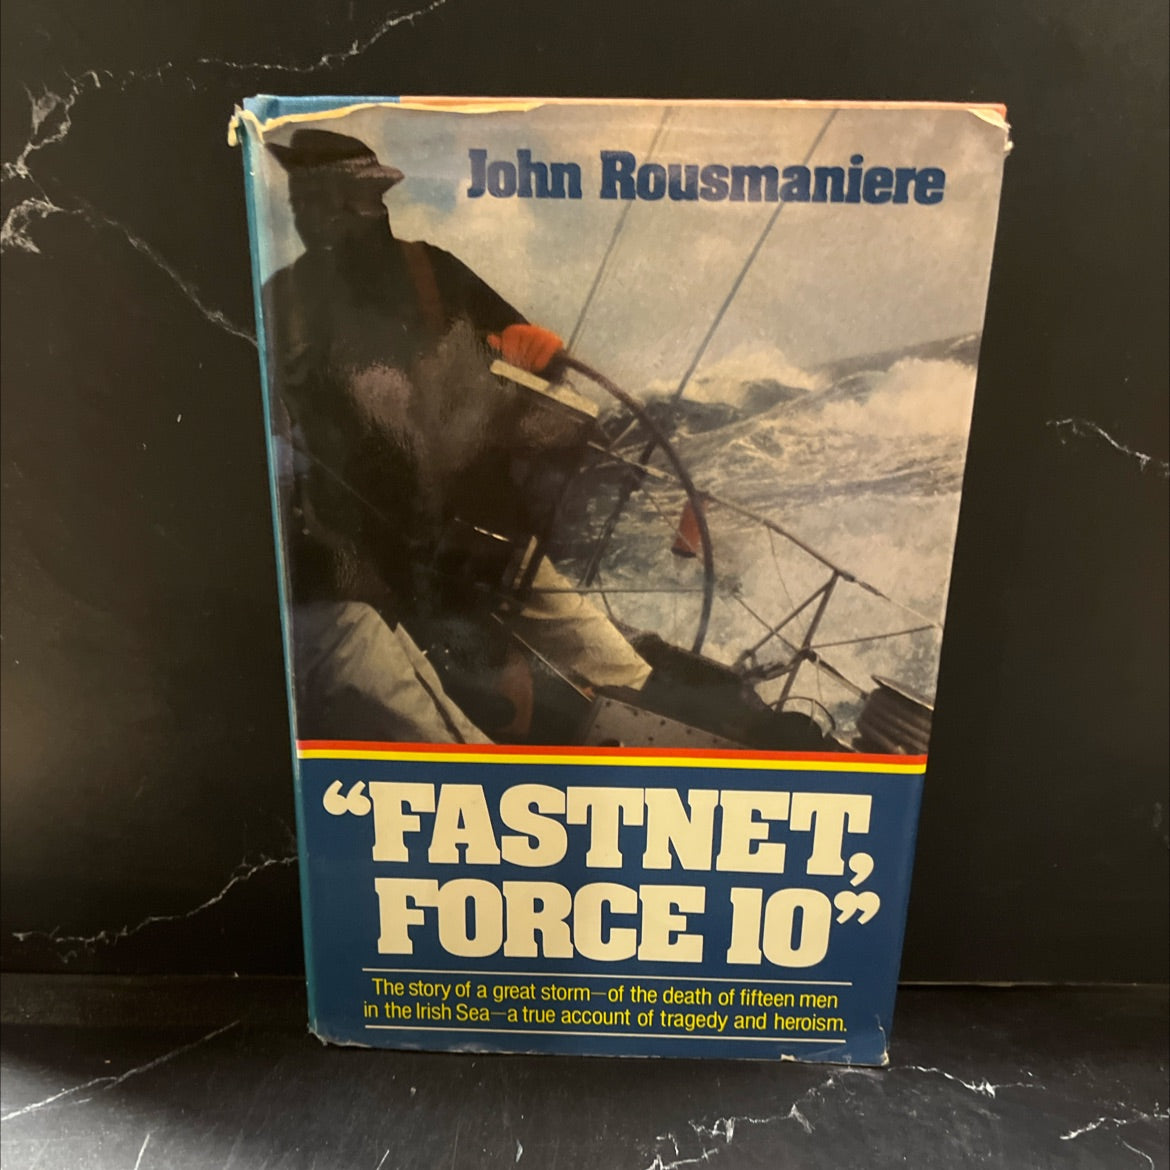 John Rousmaniere
“FASTNET,
FORCE 10”
The story of a great storm—of the death of fifteen men
in the Irish Sea—a true account of tragedy and heroism.